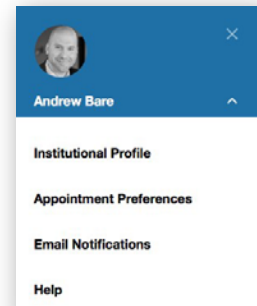 Andrew Bare
Institutional Profile
Appointment Preferences
Email Notifications
Help